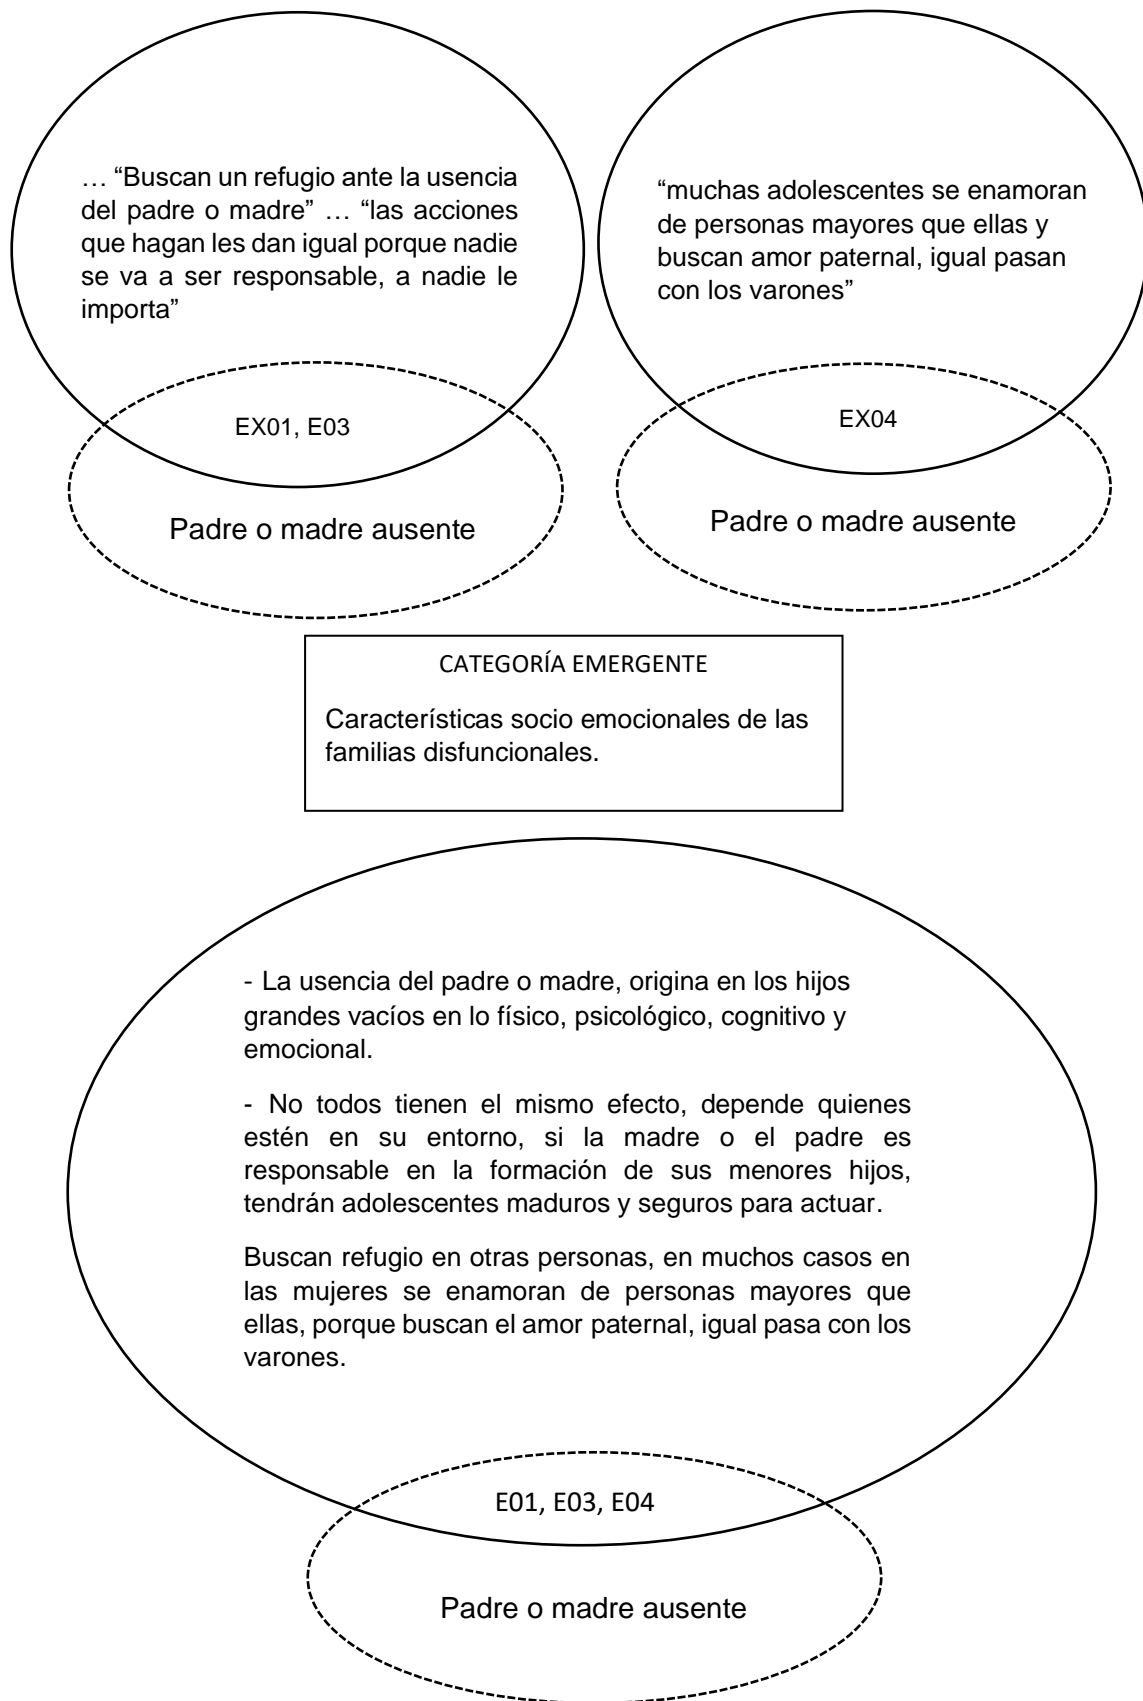 … “Buscan un refugio ante la usencia
del padre o madre” … “las acciones
que hagan les dan igual porque nadie
se va a ser responsable, a nadie le
importa”
EX01, E03
Padre o madre ausente
“muchas adolescentes se enamoran
de personas mayores que ellas y
buscan amor paternal, igual pasan
con los varones”
EX04
Padre o madre ausente
CATEGORÍA EMERGENTE
Características socio emocionales de las
familias disfuncionales.
- La usencia del padre o madre, origina en los hijos
grandes vacíos en lo físico, psicológico, cognitivo y
emocional.
- No todos tienen el mismo efecto, depende quienes
estén en su entorno, si la madre o el padre es
responsable en la formación de sus menores hijos,
tendrán adolescentes maduros y seguros para actuar.
Buscan refugio en otras personas, en muchos casos en
las mujeres se enamoran de personas mayores que
ellas, porque buscan el amor paternal, igual pasa con los
varones.
E01, E03, E04
Padre o madre ausente